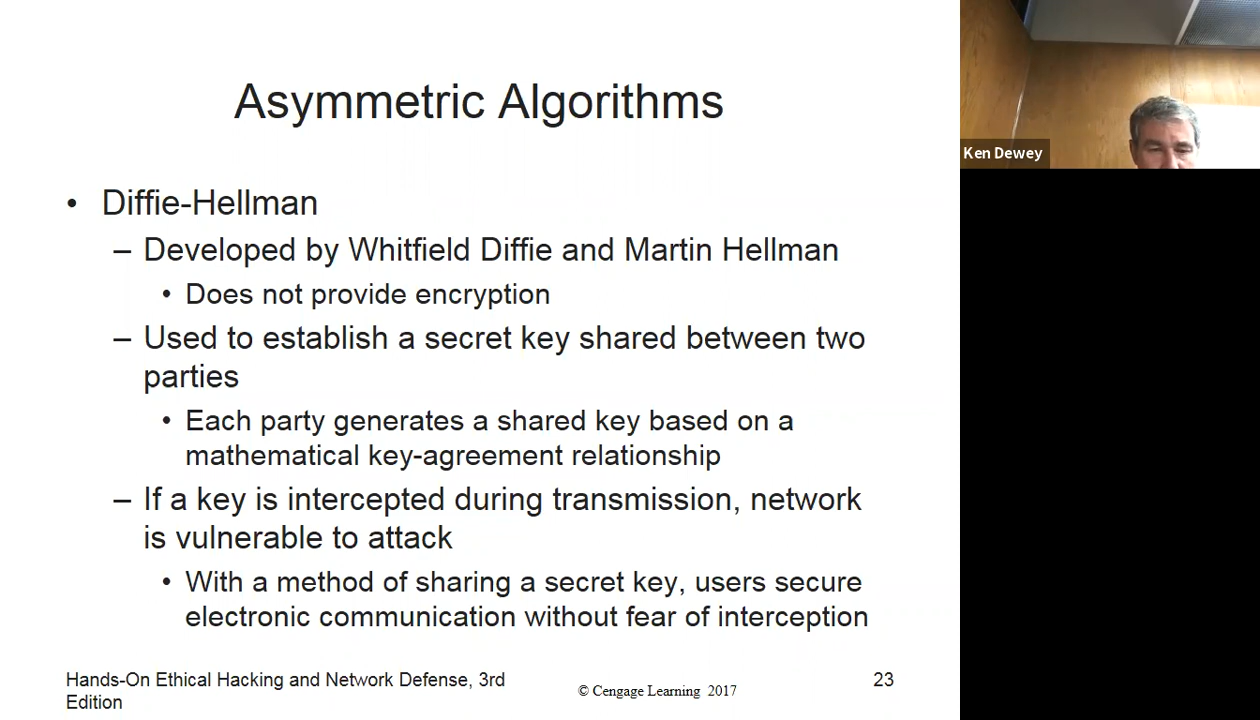 Asymmetric Algorithms
• Diffie-Hellman
– Developed by Whitfield Diffie and Martin Hellman
• Does not provide encryption
– Used to establish a secret key shared between two
parties
• Each party generates a shared key based on a
mathematical key-agreement relationship
– If a key is intercepted during transmission, network
is vulnerable to attack
• With a method of sharing a secret key, users secure
electronic communication without fear of interception
Hands-On Ethical Hacking and Network Defense, 3rd
Edition
© Cengage Learning 2017
23
Ken Dewey